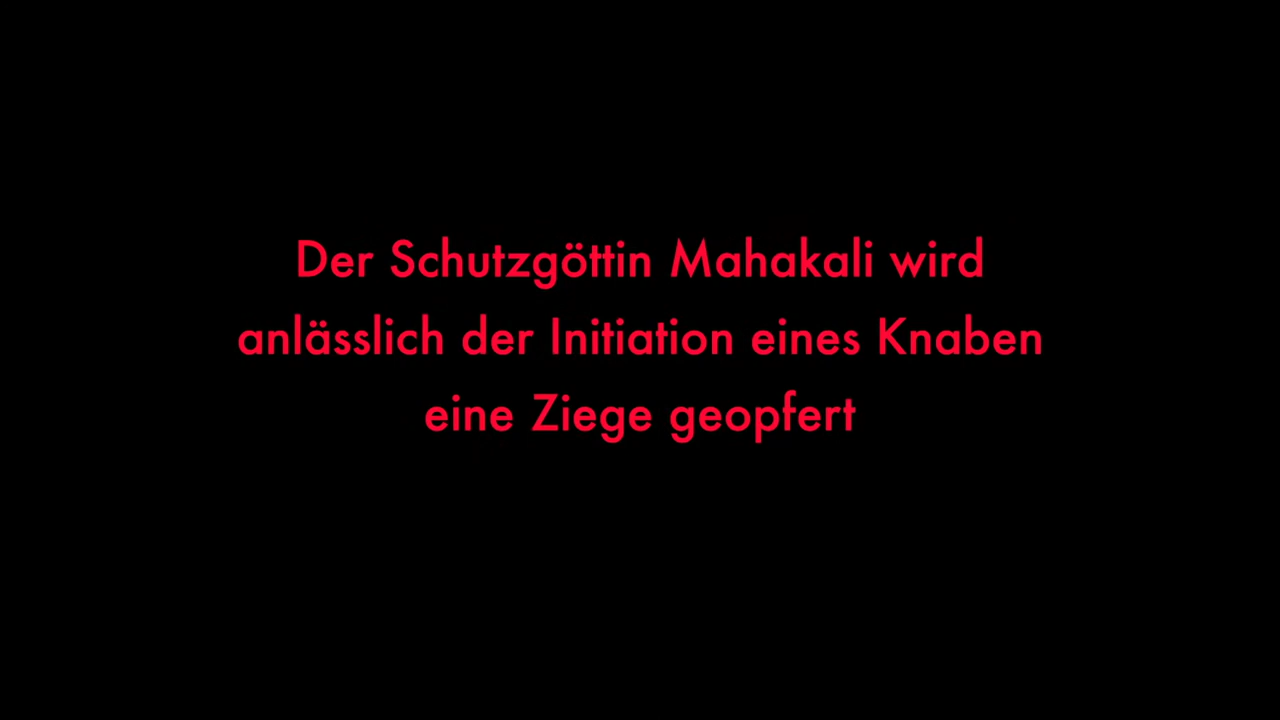 Der Schutzgöttin Mahakali wird
anlässlich der Initiation eines Knaben
eine Ziege geopfert